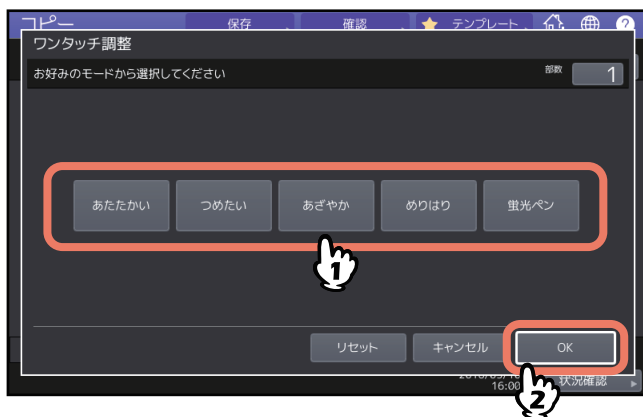 コピー 保存 確認 テンプレート ?
ワンタッチ調整
お好みのモードから選択してください 部数 1
あたたかい つめたい あざやか めりはり 蛍光ペン
1
リセット キャンセル OK
16:00 状況確認
2